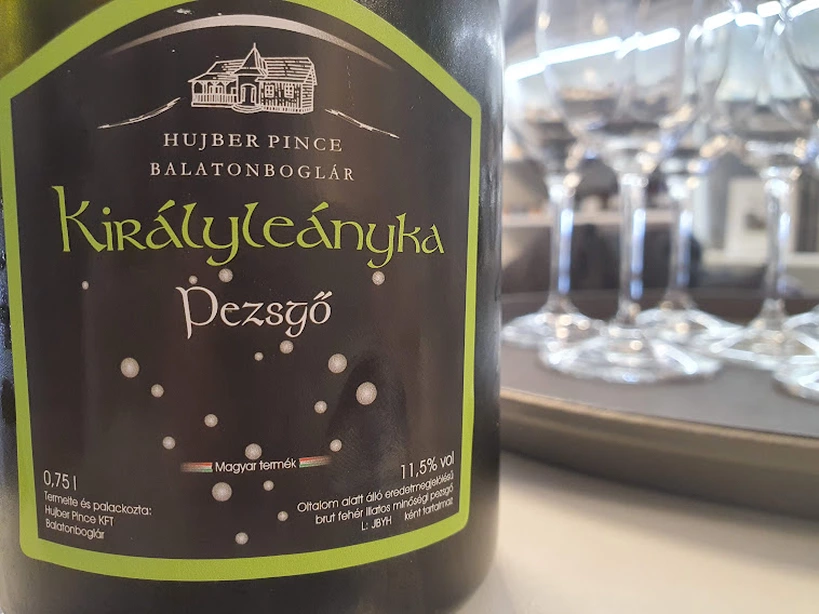 HUJBER PINCE
BALATONBOGLÁR
Királyleányka
Pezsgő
Magyar termék
0,75 l
Termelte és palackozta:
Hujber Pince KFT
Balatonboglár
11,5% vol
Oltalom alatt álló eredetmegjelölésű
brut fehér illatos minőségi pezsgő
L: JBYH ként tartalmaz